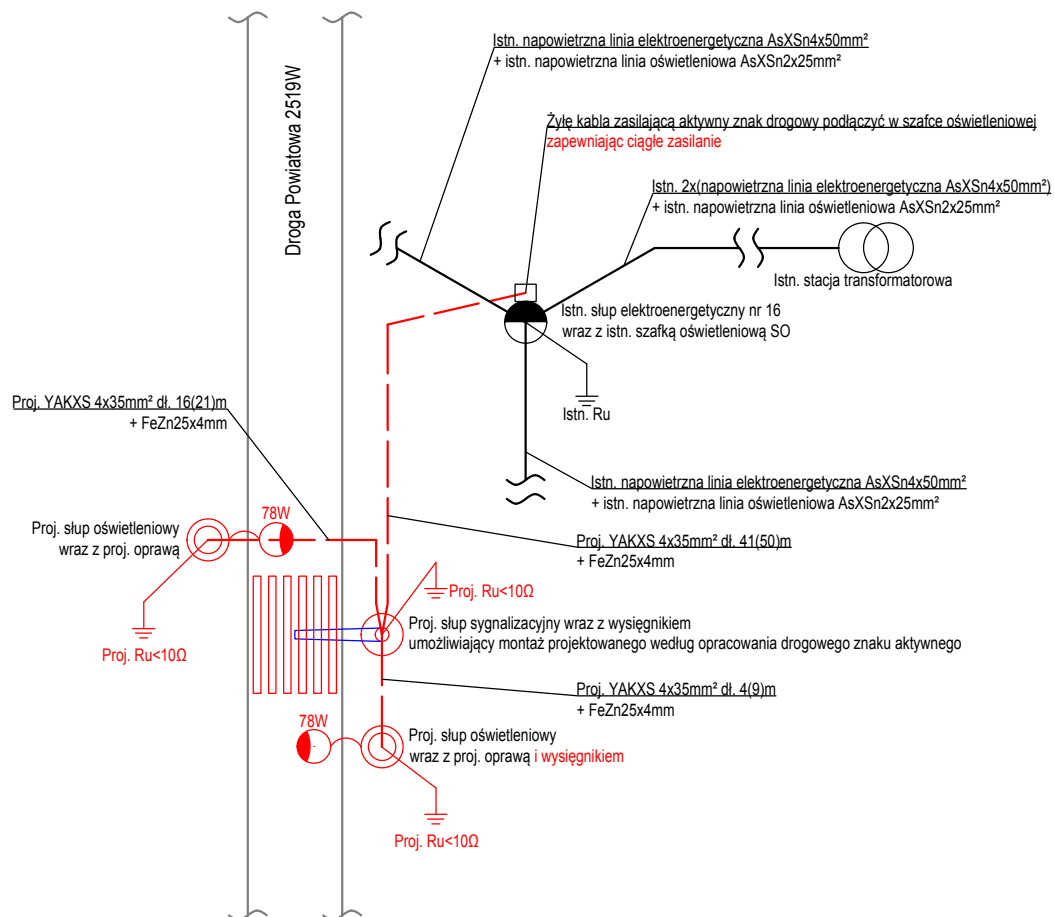 Istn. napowietrzna linia elektroenergetyczna AsXSn4x50mm²
+ istn. napowietrzna linia oświetleniowa AsXSn2x25mm²
Droga Powiatowa 2519W
Żyłę kabla zasilającą aktywny znak drogowy podłączyć w szafce oświetleniowej
zapewniając ciągłe zasilanie
Istn. 2x(napowietrzna linia elektroenergetyczna AsXSn4x50mm²)
+ istn. napowietrzna linia oświetleniowa AsXSn2x25mm²
Istn. stacja transformatorowa
Istn. słup elektroenergetyczny nr 16
wraz z istn. szafką oświetleniową SO
Istn. Ru
Proj. YAKXS 4x35mm² dł. 16(21)m
+ FeZn25x4mm
Istn. napowietrzna linia elektroenergetyczna AsXSn4x50mm²
+ istn. napowietrzna linia oświetleniowa AsXSn2x25mm²
78W
Proj. słup oświetleniowy
wraz z proj. oprawą
Proj. YAKXS 4x35mm² dł. 41(50)m
+ FeZn25x4mm
Proj. Ru<10Ω
Proj. słup sygnalizacyjny wraz z wysięgnikiem
umożliwiający montaż projektowanego według opracowania drogowego znaku aktywnego
Proj. Ru<10Ω
Proj. YAKXS 4x35mm² dł. 4(9)m
+ FeZn25x4mm
78W
Proj. słup oświetleniowy
wraz z proj. oprawą i wysięgnikiem
Proj. Ru<10Ω